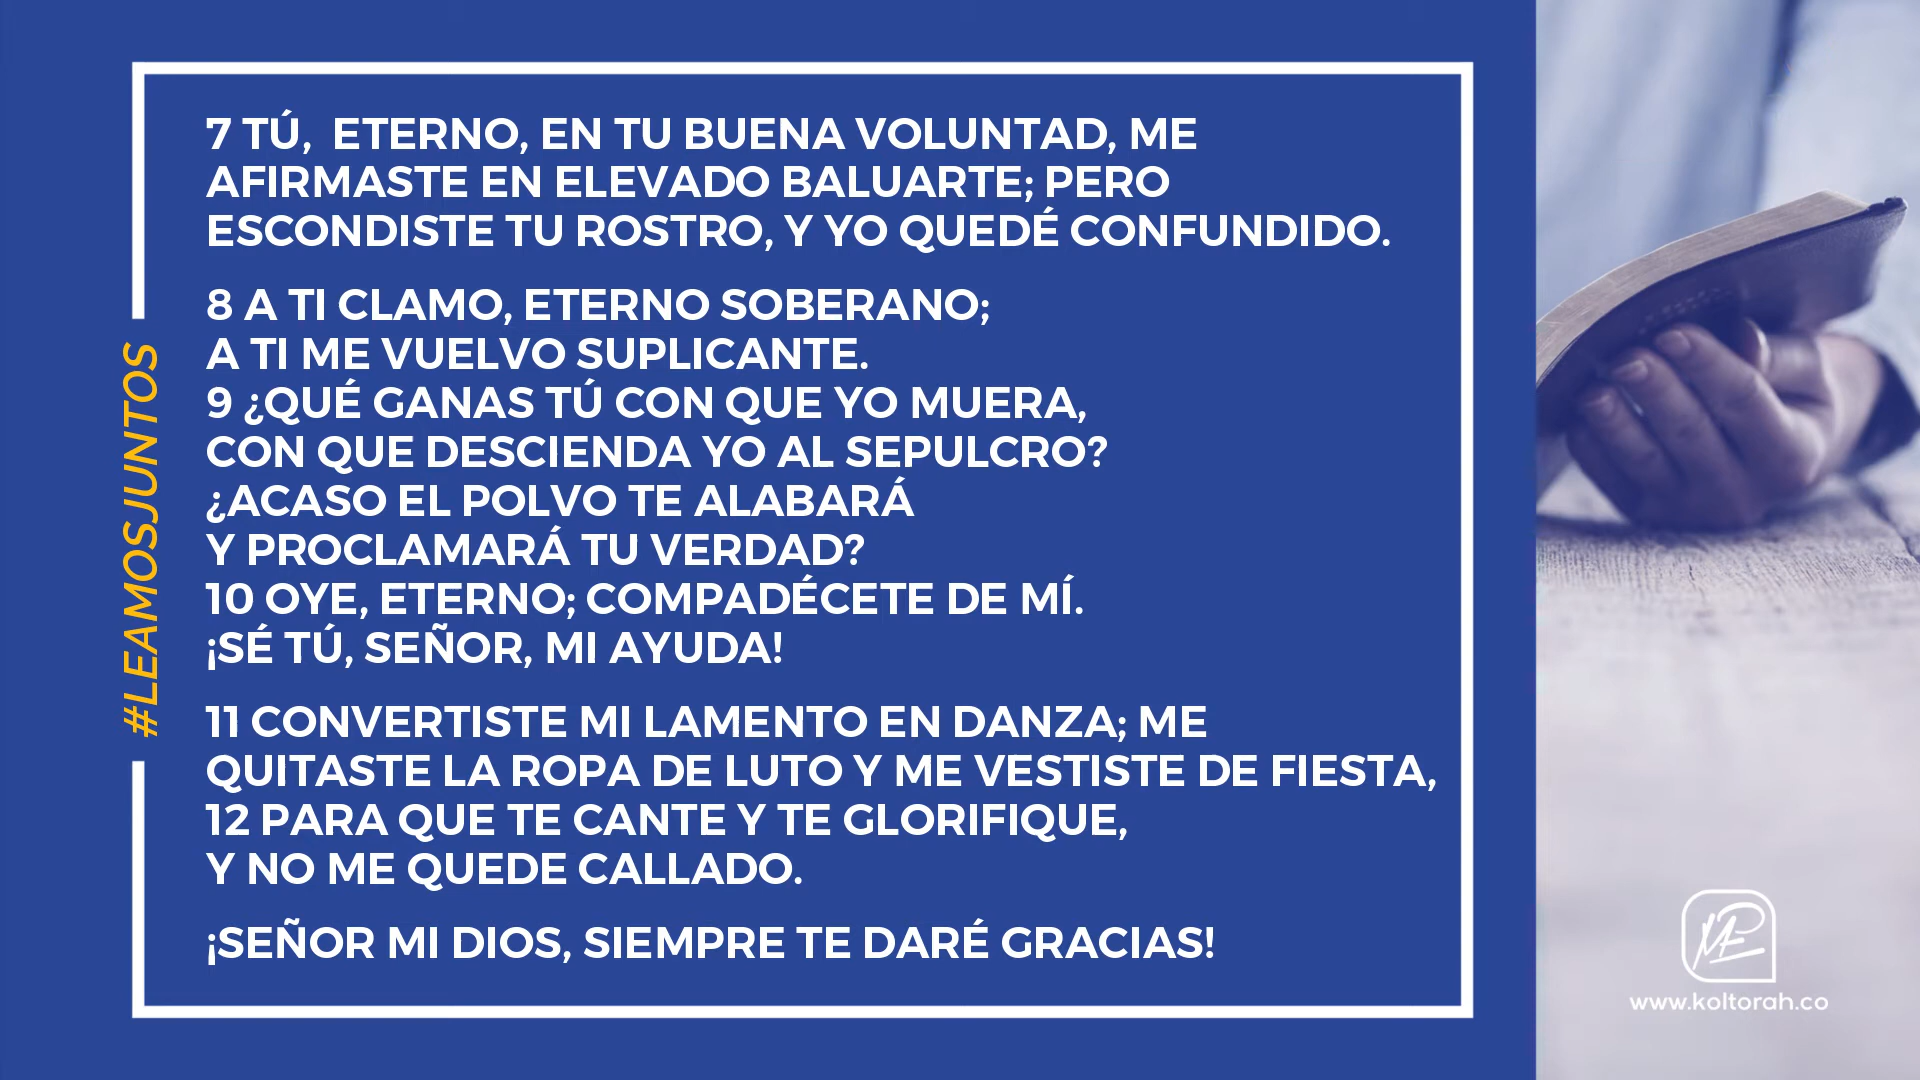 7 TÚ,  ETERNO, EN TU BUENA VOLUNTAD, ME
AFIRMASTE EN ELEVADO BALUARTE; PERO
ESCONDISTE TU ROSTRO, Y YO QUEDÉ CONFUNDIDO.
8 A TI CLAMO, ETERNO SOBERANO;
A TI ME VUELVO SUPLICANTE.
9 ¿QUÉ GANAS TÚ CON QUE YO MUERA,
CON QUE DESCIENDA YO AL SEPULCRO?
¿ACASO EL POLVO TE ALABARÁ
Y PROCLAMARÁ TU VERDAD?
10 OYE, ETERNO; COMPADÉCETE DE MÍ.
¡SÉ TÚ, SEÑOR, MI AYUDA!
11 CONVERTISTE MI LAMENTO EN DANZA; ME
QUITASTE LA ROPA DE LUTO Y ME VESTISTE DE FIESTA,
12 PARA QUE TE CANTE Y TE GLORIFIQUE,
Y NO ME QUEDE CALLADO.
¡SEÑOR MI DIOS, SIEMPRE TE DARÉ GRACIAS!
#LEAMOSJUNTOS
www.koltorah.co